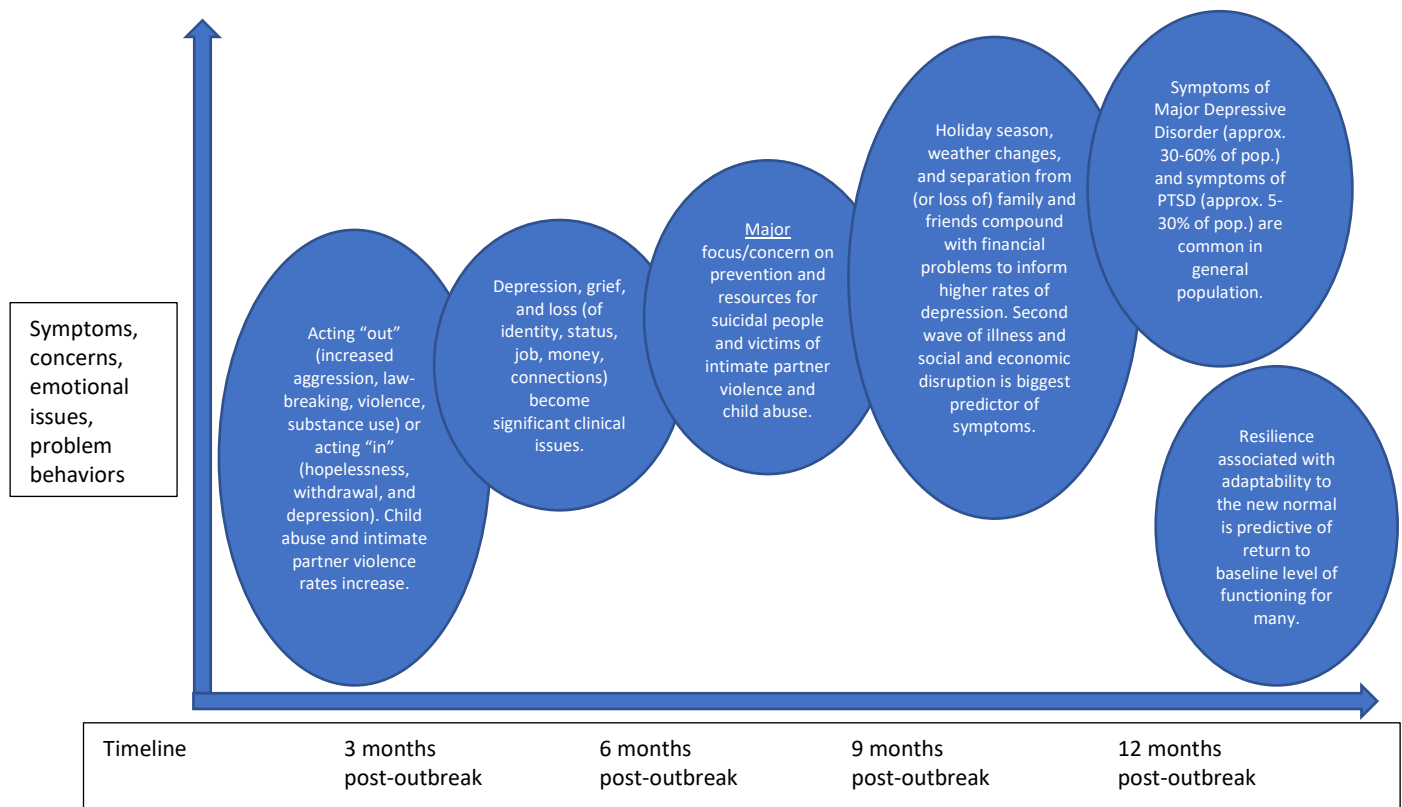 Symptoms,
concerns,
emotional
issues,
problem
behaviors
Acting “out”
(increased
aggression, law-
breaking, violence,
substance use) or
acting “in”
(hopelessness,
withdrawal, and
depression). Child
abuse and intimate
partner violence
rates increase.
Depression, grief,
and loss (of
identity, status,
job, money,
connections)
become
significant clinical
issues.
Major
focus/concern on
prevention and
resources for
suicidal people
and victims of
intimate partner
violence and
child abuse.
Holiday season,
weather changes,
and separation from
(or loss of) family and
friends compound
with financial
problems to inform
higher rates of
depression. Second
wave of illness and
social and economic
disruption is biggest
predictor of
symptoms.
Symptoms of
Major Depressive
Disorder (approx.
30-60% of pop.)
and symptoms of
PTSD (approx. 5-
30% of pop.) are
common in
general
population.
Resilience
associated with
adaptability to
the new normal
is predictive of
return to
baseline level of
functioning for
many.
Timeline
3 months
post-outbreak
6 months
post-outbreak
9 months
post-outbreak
12 months
post-outbreak